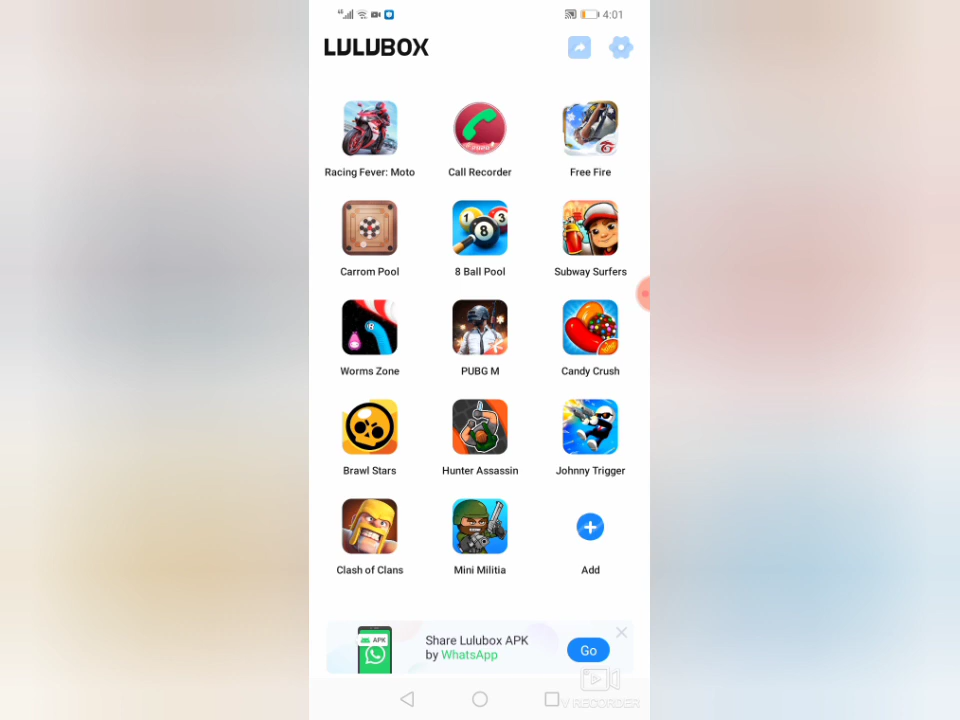 4:01
LULUBOX
Racing Fever: Moto
Call Recorder
Free Fire
Carrom Pool
8 Ball Pool
Subway Surfers
Worms Zone
PUBG M
Candy Crush
Brawl Stars
Hunter Assassin
Johnny Trigger
Clash of Clans
Mini Militia
Add
APK
Share Lulubox APK
by WhatsApp
Go
V RECORDER